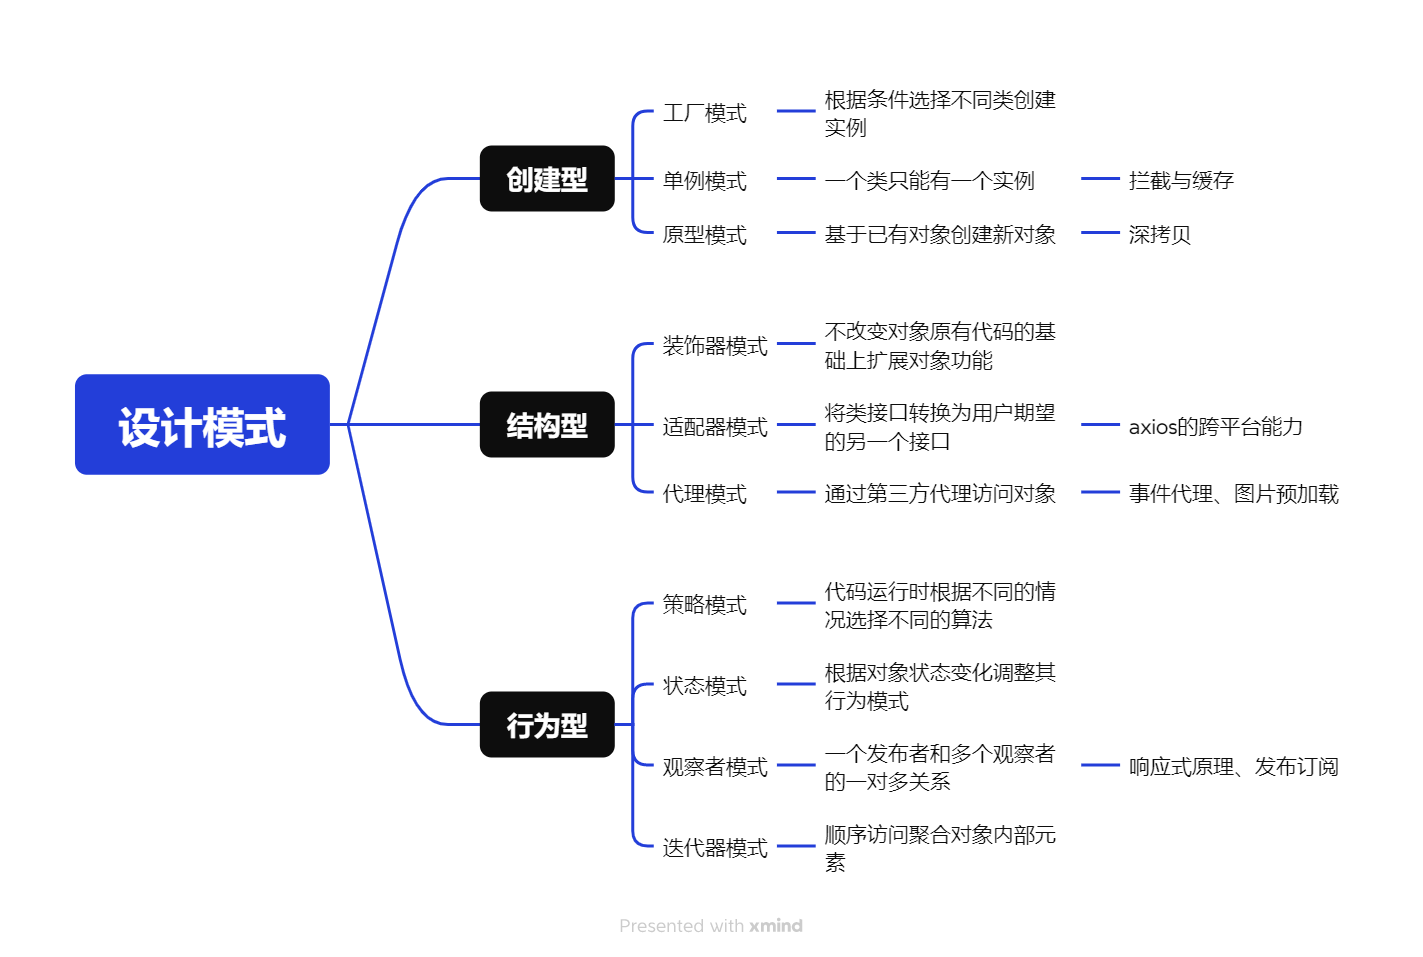 设计模式
创建型
工厂模式
根据条件选择不同类创建
实例
单例模式
一个类只能有一个实例
拦截与缓存
原型模式
基于已有对象创建新对象
深拷贝
结构型
装饰器模式
不改变对象原有代码的基
础上扩展对象功能
适配器模式
将类接口转换为用户期望
的另一个接口
axios的跨平台能力
代理模式
通过第三方代理访问对象
事件代理、图片预加载
行为型
策略模式
代码运行时根据不同的情
况选择不同的算法
状态模式
根据对象状态变化调整其
行为模式
观察者模式
一个发布者和多个观察者
的一对多关系
响应式原理、发布订阅
迭代器模式
顺序访问聚合对象内部元
素
Presented with xmind